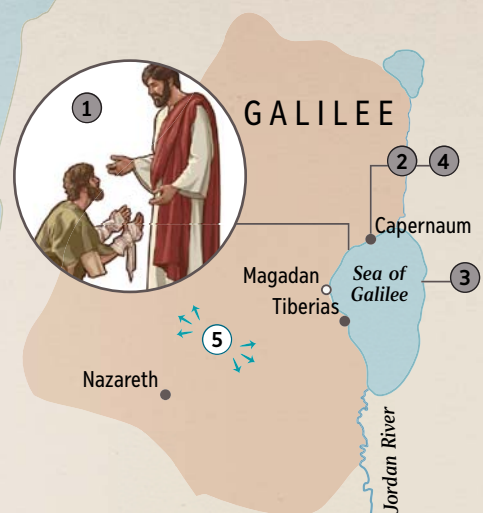 1
GALILEE
2 4
Capernaum
Magadan
Sea of
Galilee
3
Tiberias
5
Nazareth
Jordan River